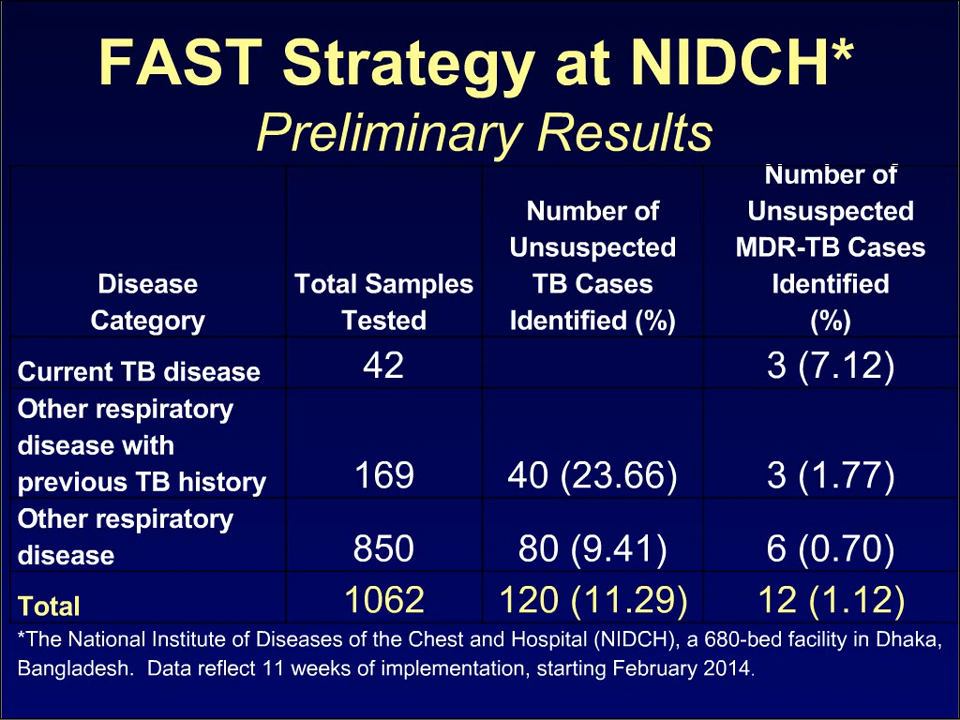 FAST Strategy at NIDCH*
Preliminary Results
Disease
Category
Total Samples
Tested
Number of
Unsuspected
TB Cases
Identified (%)
Number of
Unsuspected
MDR-TB Cases
Identified
(%)
Current TB disease
42
3 (7.12)
Other respiratory
disease with
previous TB history
169
40 (23.66)
3 (1.77)
Other respiratory
disease
850
80 (9.41)
6 (0.70)
Total
1062
120 (11.29)
12 (1.12)
*The National Institute of Diseases of the Chest and Hospital (NIDCH), a 680-bed facility in Dhaka,
Bangladesh. Data reflect 11 weeks of implementation, starting February 2014.